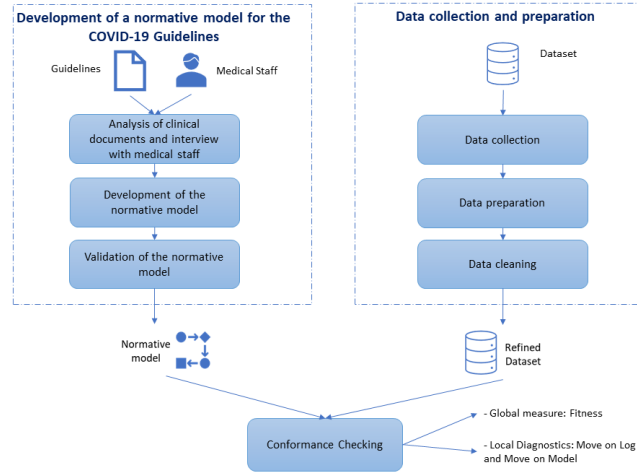 Development of a normative model for the
COVID-19 Guidelines
Guidelines
Medical Staff
Analysis of clinical
documents and interview
with medical staff
Development of the
normative model
Validation of the normative
model
Normative
model
Data collection and preparation
Dataset
Data collection
Data preparation
Data cleaning
Refined
Dataset
Conformance Checking
- Global measure: Fitness
- Local Diagnostics: Move on Log
and Move on Model